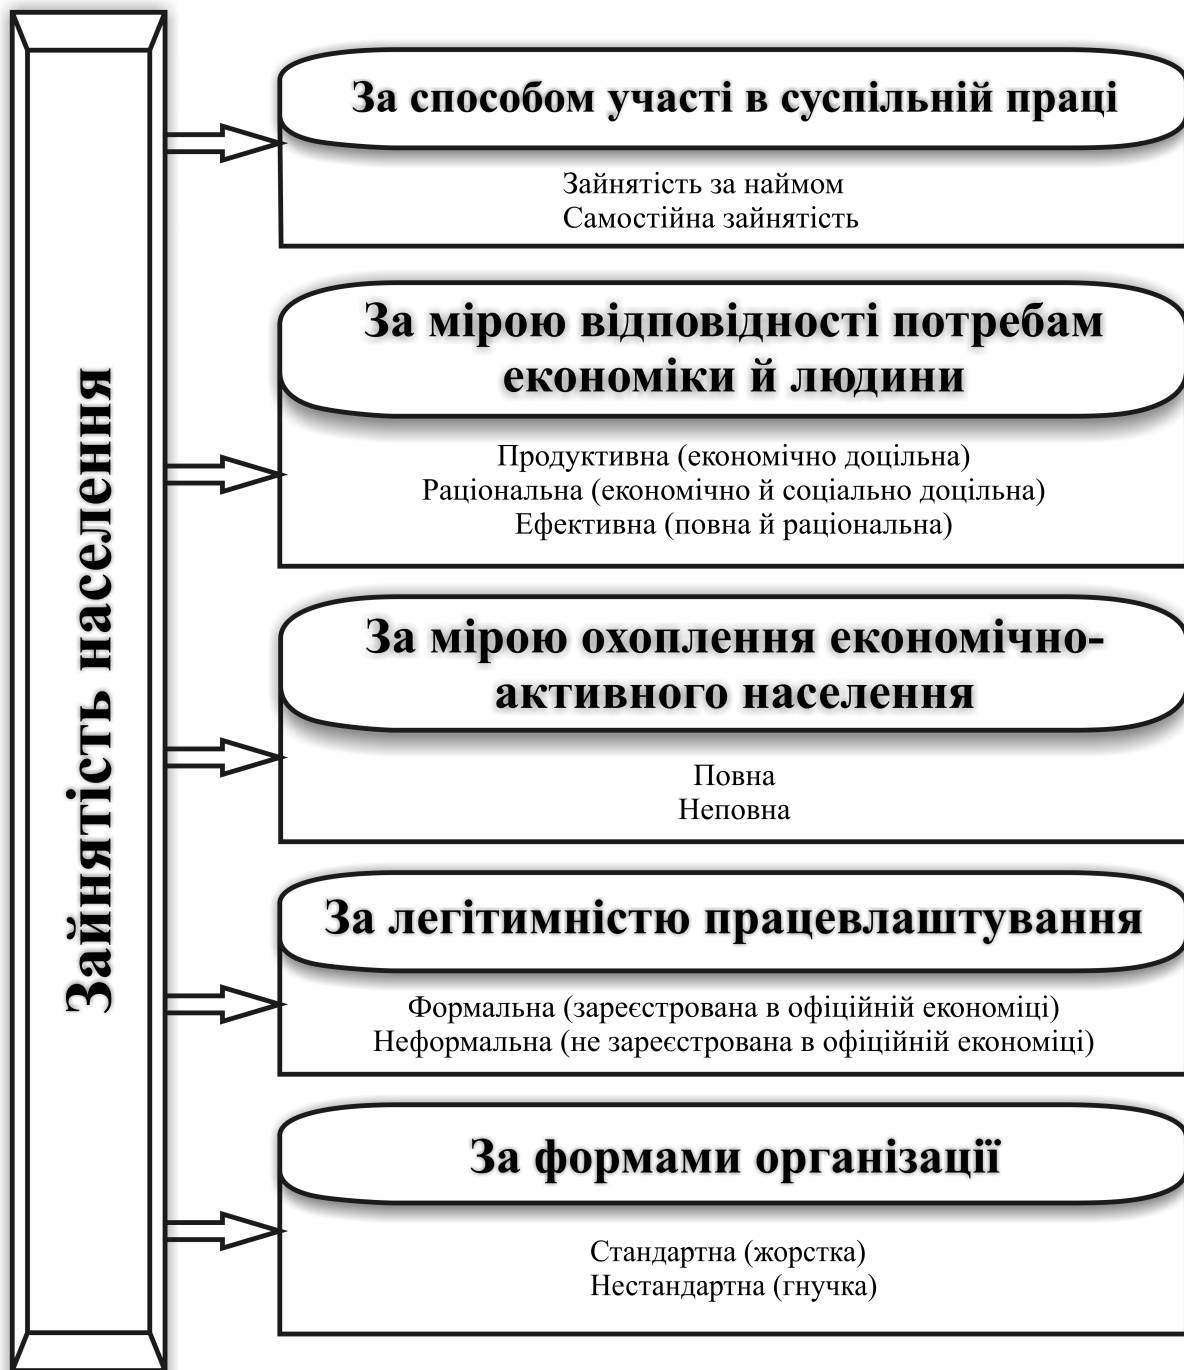 Зайнятість населення
За способом участі в суспільній праці
Зайнятість за наймом
Самостійна зайнятість
За мірою відповідності потребам
економіки й людини
Продуктивна (економічно доцільна)
Раціональна (економічно й соціально доцільна)
Ефективна (повна й раціональна)
За мірою охоплення економічно-
активного населення
Повна
Неповна
За легітимністю працевлаштування
Формальна (зареєстрована в офіційній економіці)
Неформальна (не зареєстрована в офіційній економіці)
За формами організації
Стандартна (жорстка)
Нестандартна (гнучка)